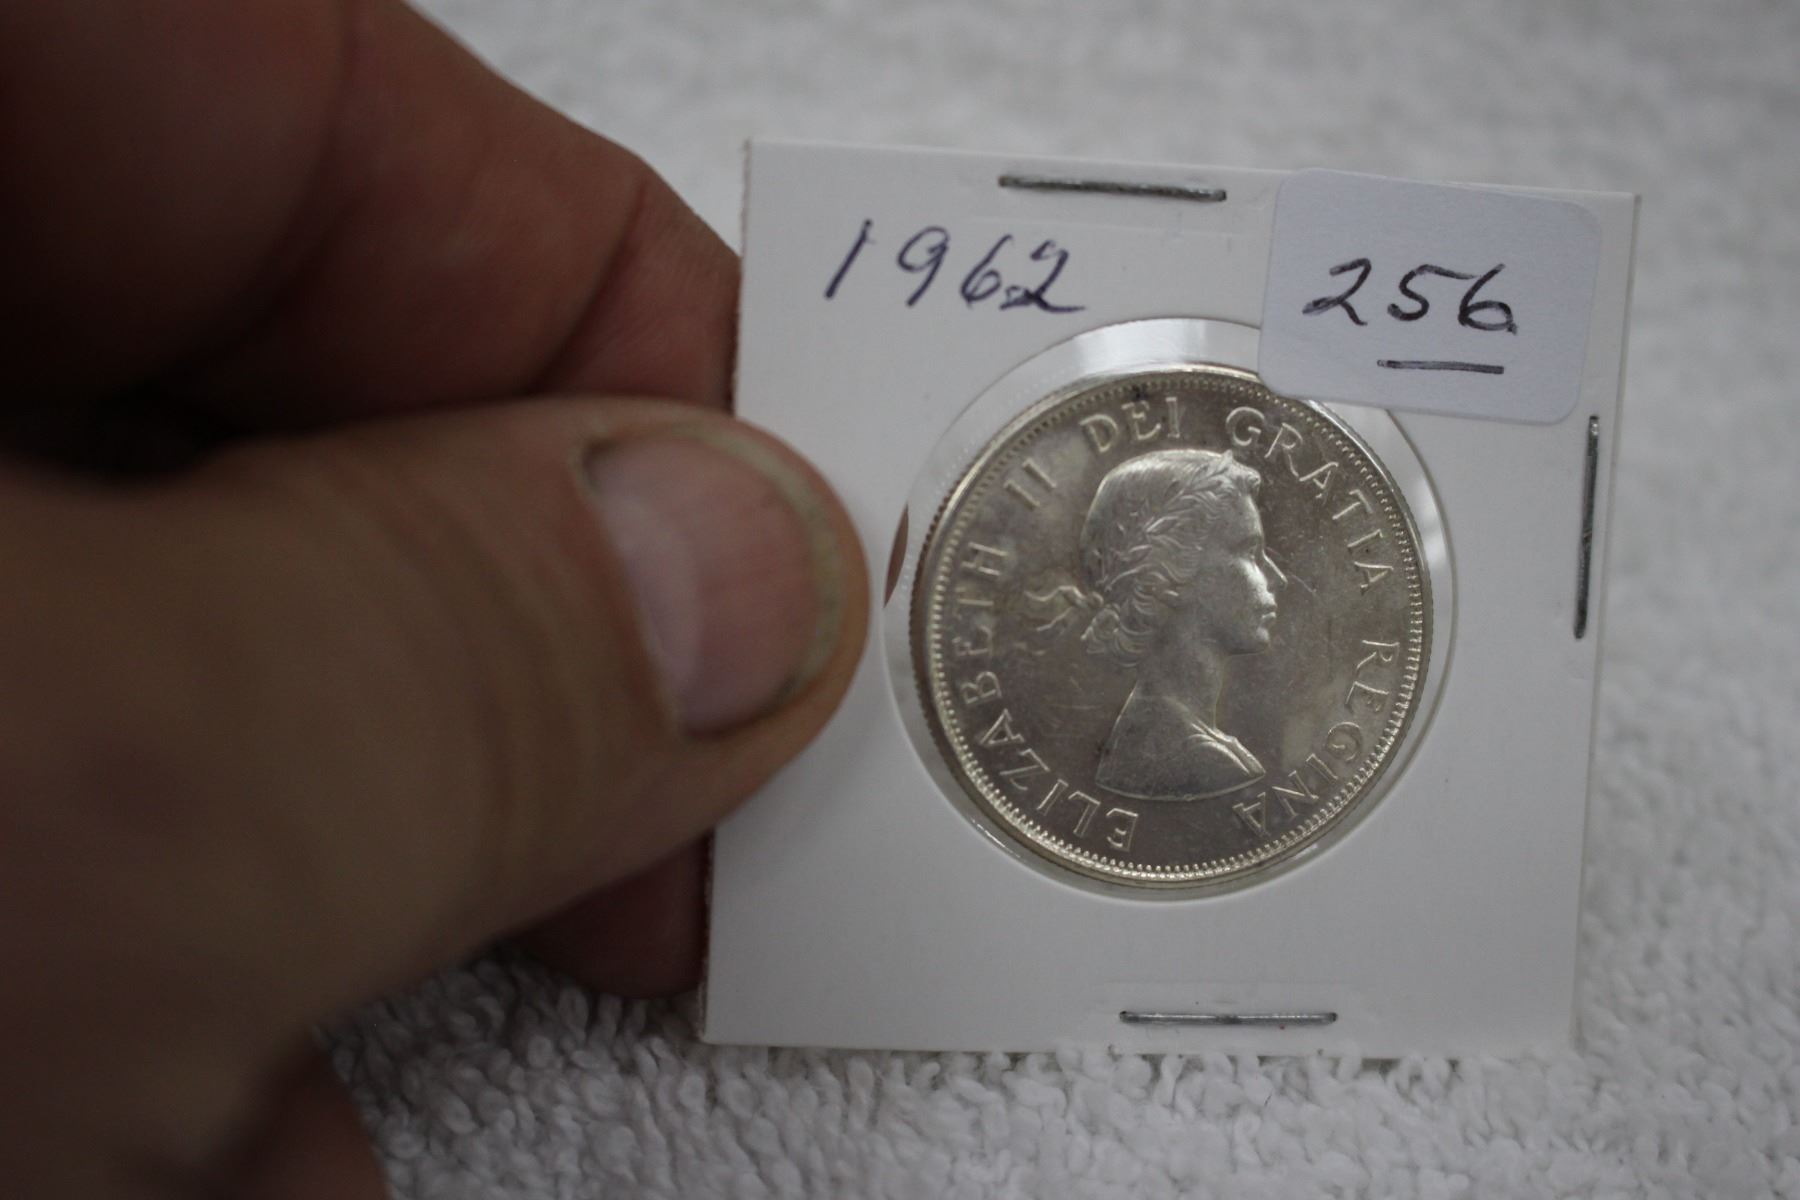 1962
256
ELIZABETH II DEI GRATIA REGINA